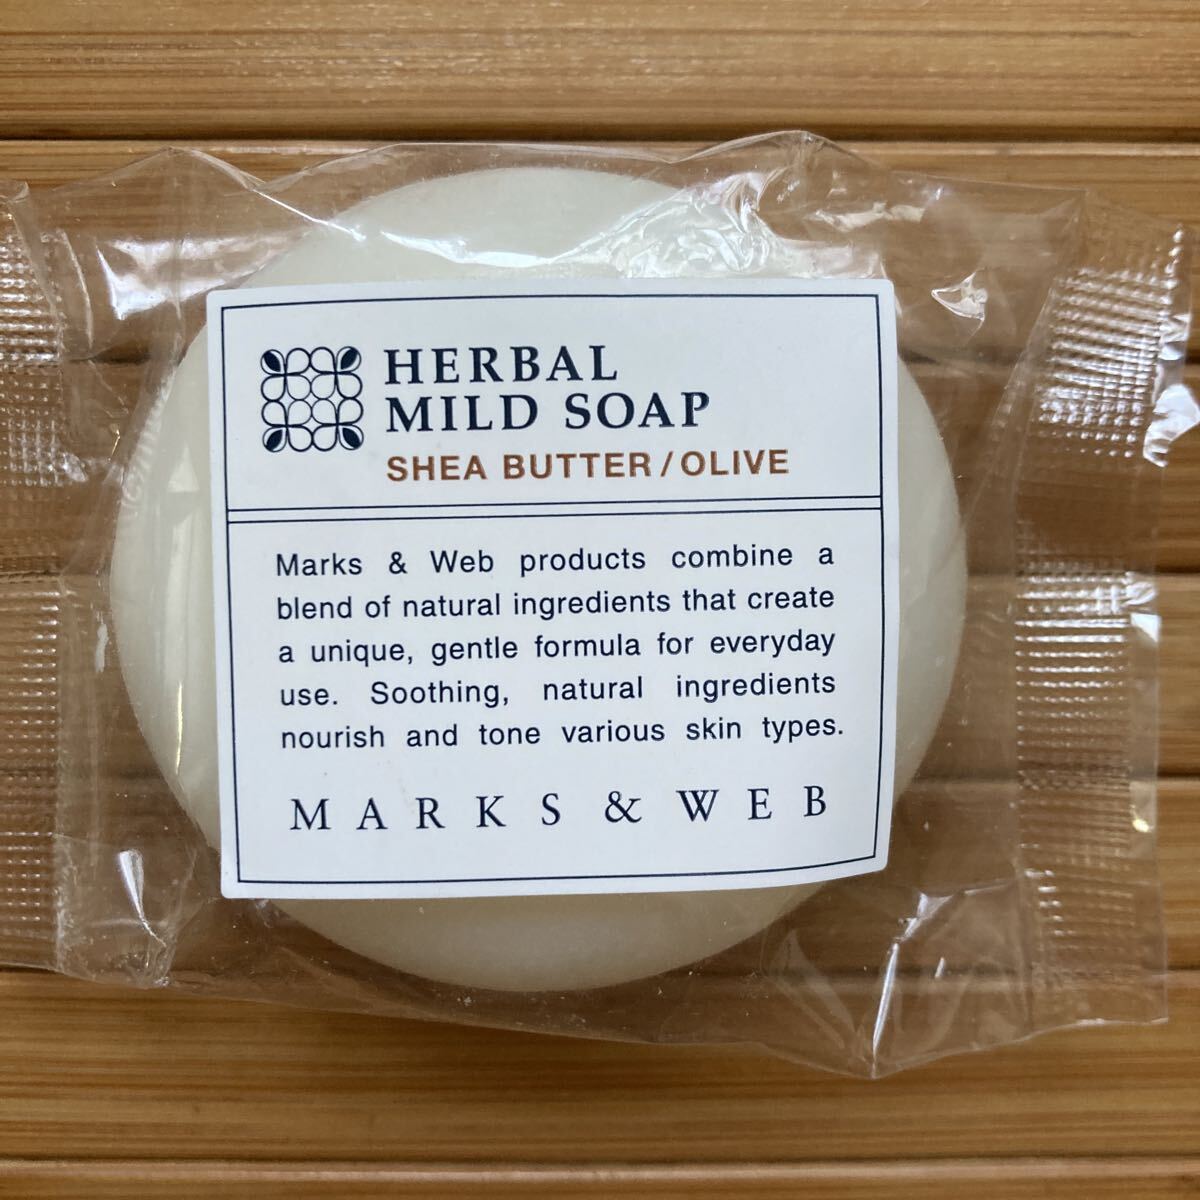 HERBAL
MILD SOAP
SHEA BUTTER / OLIVE
Marks & Web products combine a
blend of natural ingredients that create
a unique, gentle formula for everyday
use. Soothing, natural ingredients
nourish and tone various skin types.
MARKS & WEB